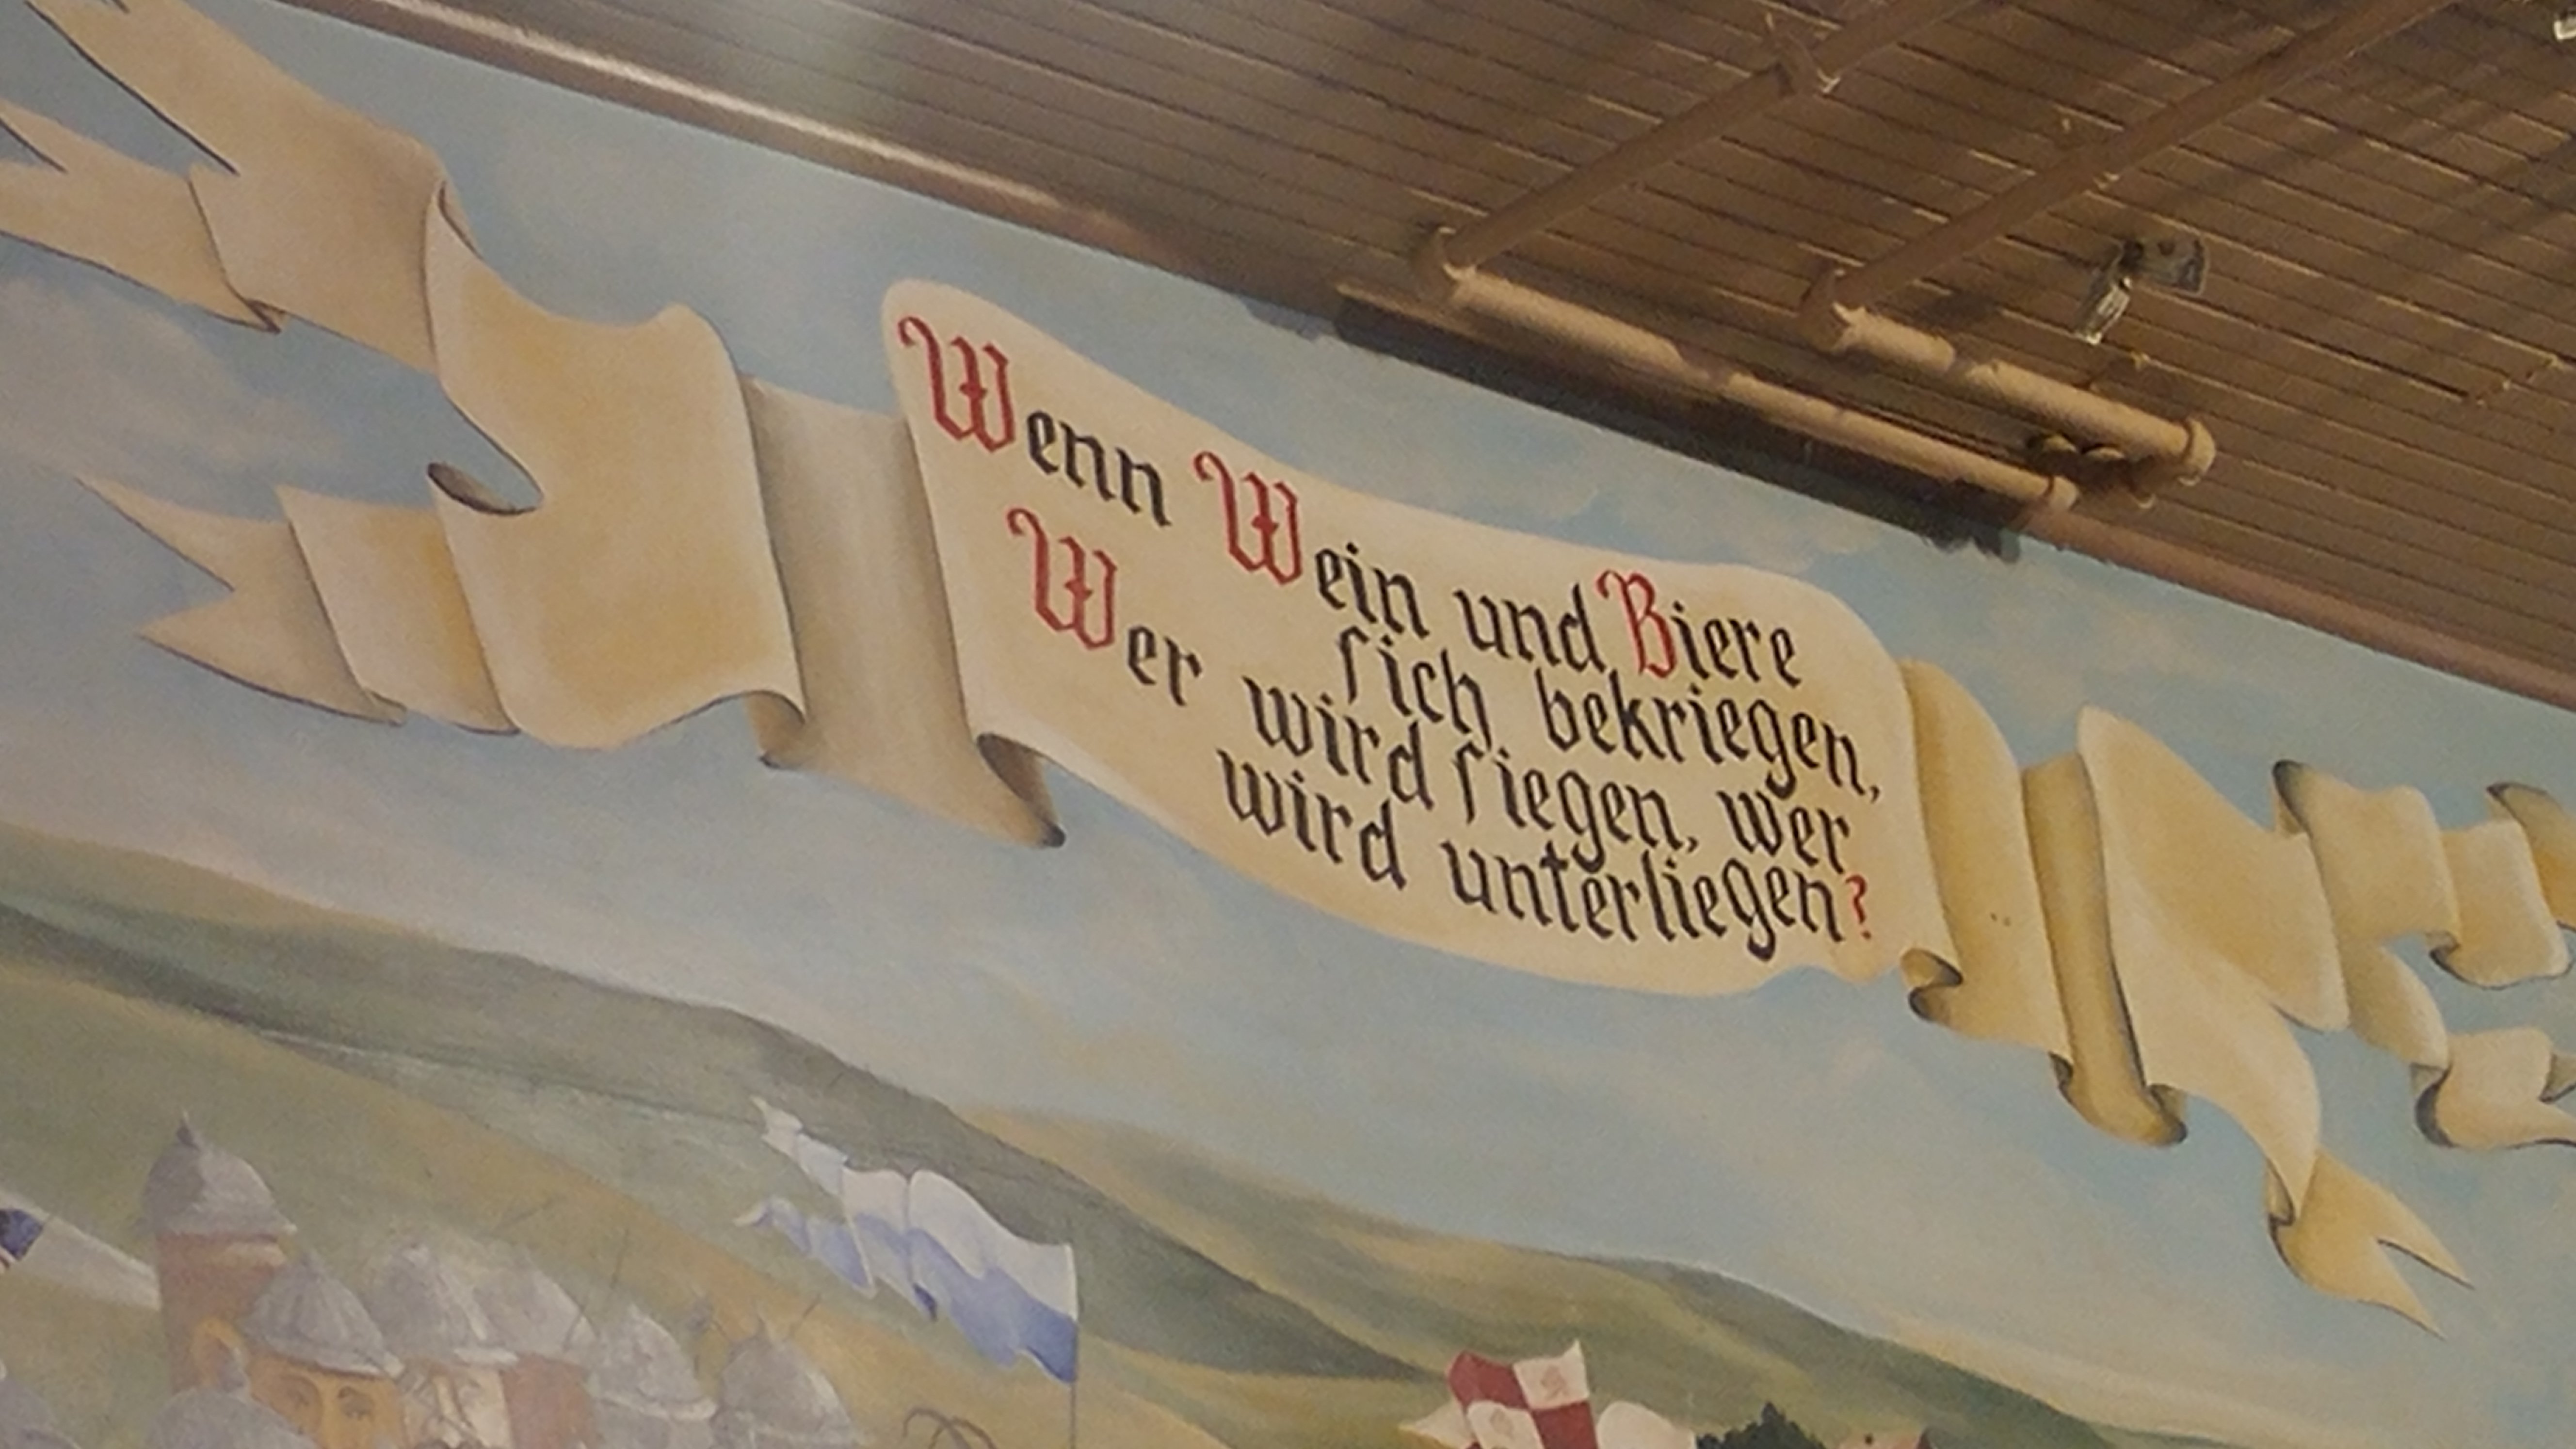 Wenn Wein und Biere
ſich bekriegen,
Wer wird ſiegen, wer
wird unterliegen?